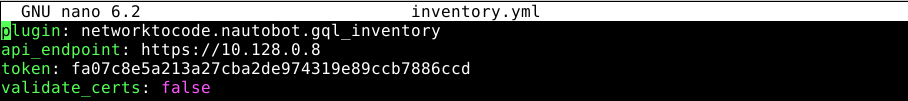 GNU nano 6.2 inventory.yml
plugin: networktocode.nautobot.gql_inventory
api_endpoint: https://10.128.0.8
token: fa07c8e5a213a27cba2de974319e89ccb7886ccd
validate_certs: false